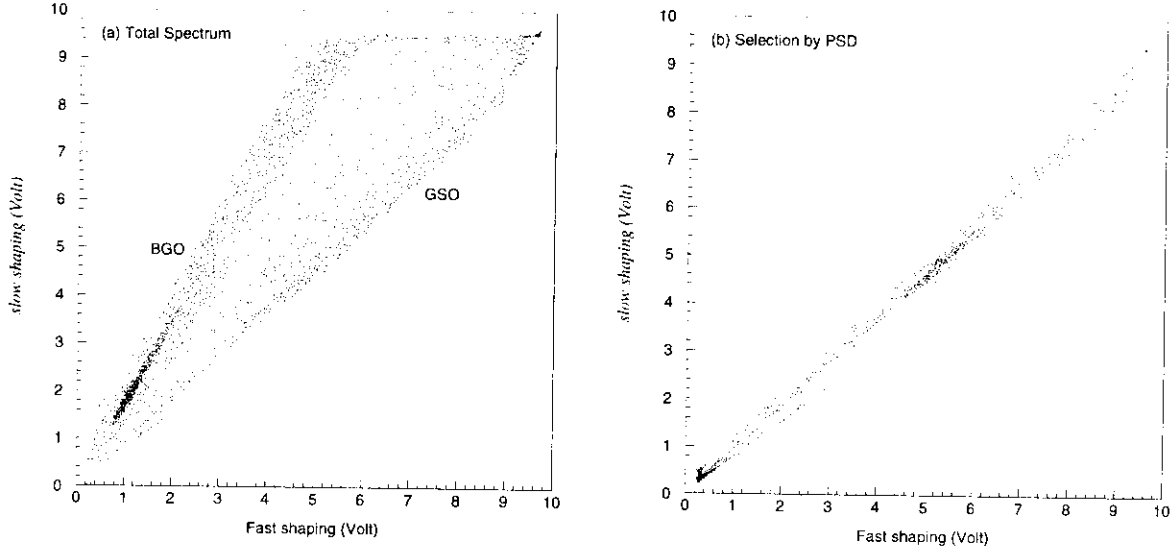 10
9
8
7
6
5
4
3
2
1
0
(a) Total Spectrum
BGO
GSO
slow shaping (Volt)
0 1 2 3 4 5 6 7 8 9 10
Fast shaping (Volt)
10
9
8
7
6
5
4
3
2
1
0
(b) Selection by PSD
slow shaping (Volt)
0 1 2 3 4 5 6 7 8 9 10
Fast shaping (Volt)